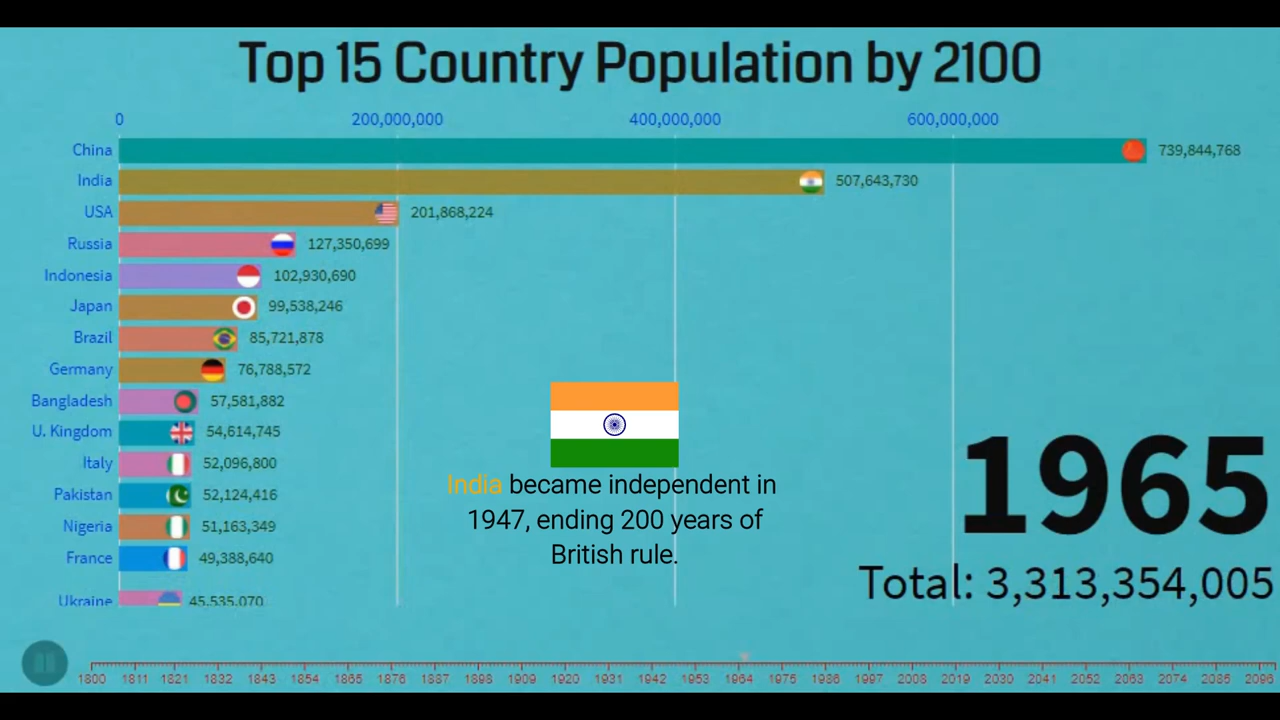 Top 15 Country Population by 2100
0 200,000,000 400,000,000 600,000,000
China 739,844,768
India 507,643,730
USA 201,868,224
Russia 127,350,699
Indonesia 102,930,690
Japan 99,538,246
Brazil 85,721,878
Germany 76,788,572
Bangladesh 57,581,882
U. Kingdom 54,614,745
Italy 52,096,800
Pakistan 52,124,416
Nigeria 51,163,349
France 49,388,640
Ukraine 45,535,070
India became independent in
1947, ending 200 years of
British rule.
1965
Total: 3,313,354,005
1800 1811 1821 1832 1843 1854 1865 1876 1887 1898 1909 1920 1931 1942 1953 1964 1975 1986 1997 2008 2019 2030 2041 2052 2063 2074 2085 2096